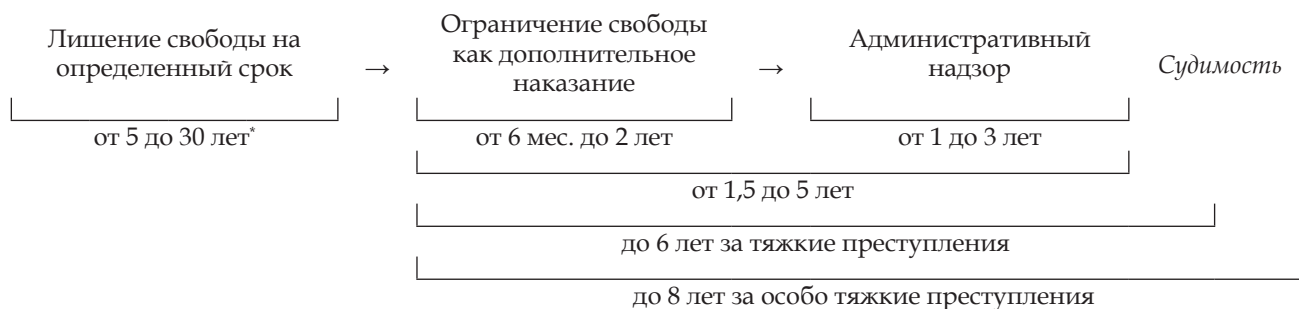 Лишение свободы на
определенный срок
→
Ограничение свободы
как дополнительное
наказание
→
Административный
надзор
Судимость
от 5 до 30 лет*
от 6 мес. до 2 лет
от 1 до 3 лет
от 1,5 до 5 лет
до 6 лет за тяжкие преступления
до 8 лет за особо тяжкие преступления